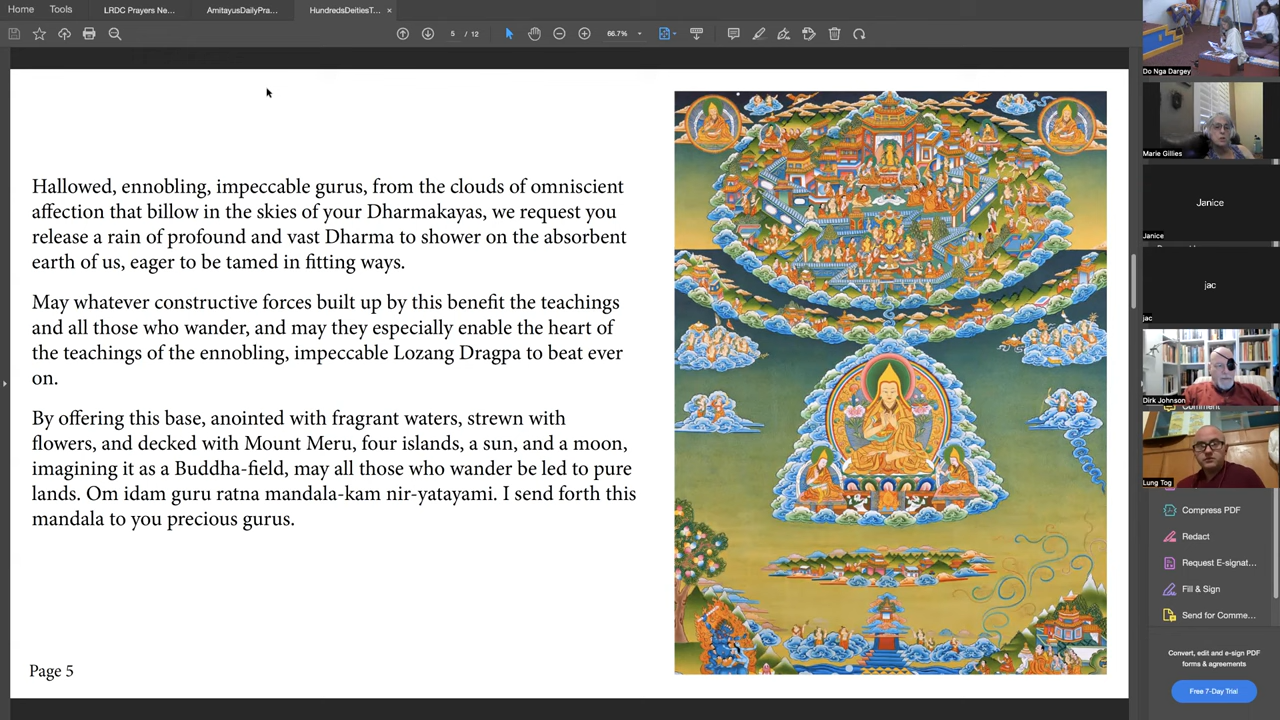 Home
Tools
LRDC Prayers Ne...
AmitayusDailyPra...
HundredsDeitiesT...
5 / 12
66.7%
Hallowed, ennobling, impeccable gurus, from the clouds of omniscient
affection that billow in the skies of your Dharmakayas, we request you
release a rain of profound and vast Dharma to shower on the absorbent
earth of us, eager to be tamed in fitting ways.
May whatever constructive forces built up by this benefit the teachings
and all those who wander, and may they especially enable the heart of
the teachings of the ennobling, impeccable Lozang Dragpa to beat ever
on.
By offering this base, anointed with fragrant waters, strewn with
flowers, and decked with Mount Meru, four islands, a sun, and a moon,
imagining it as a Buddha-field, may all those who wander be led to pure
lands. Om idam guru ratna mandala-kam nir-yatayami. I send forth this
mandala to you precious gurus.
Page 5
Do Nga Dargey
Marie Gillies
Janice
Janice
jac
jac
Dirk Johnson
Comment
Lung Tog
Compress PDF
Redact
Request E-signat...
Fill & Sign
Send for Comme...
Convert, edit and e-sign PDF
forms & agreements
Free 7-Day Trial